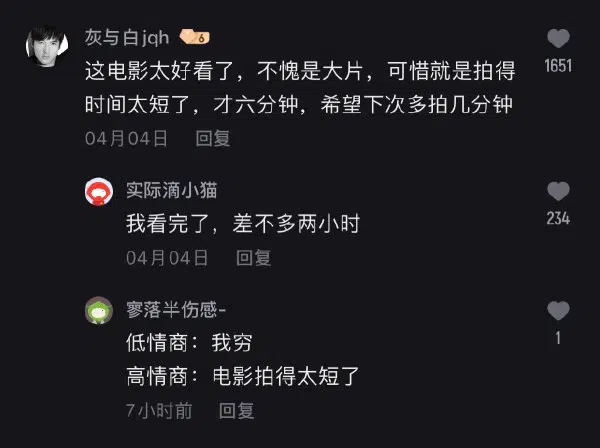 灰与白jqh 6
这电影太好看了，不愧是大片，可惜就是拍得
时间太短了，才六分钟，希望下次多拍几分钟
1651
04月04日 回复
实际滴小猫
我看完了，差不多两小时
234
04月04日 回复
寥落半伤感-
低情商：我穷
1
高情商：电影拍得太短了
7小时前 回复